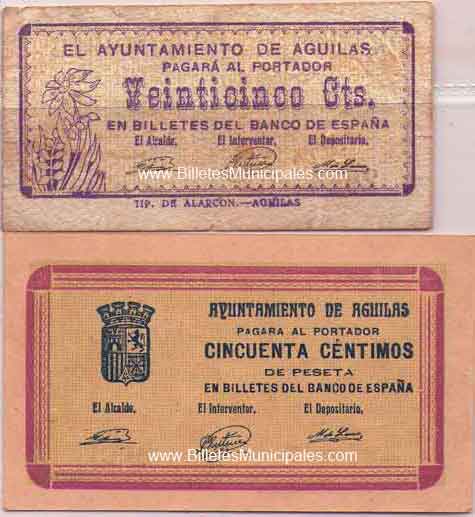 EL AYUNTAMIENTO DE AGUILAS
PAGARÁ AL PORTADOR
Veinticinco Cts.
EN BILLETES DEL BANCO DE ESPAÑA
El Alcalde, El Interventor, El Depositario,
www.BilletesMunicipales.com
TIP. DE ALARCON.—AGUILAS
AYUNTAMIENTO DE AGUILAS
PAGARA AL PORTADOR
CINCUENTA CÉNTIMOS
DE PESETA
EN BILLETES DEL BANCO DE ESPAÑA
El Alcalde, El Interventor, El Depositario,
www.BilletesMunicipales.com